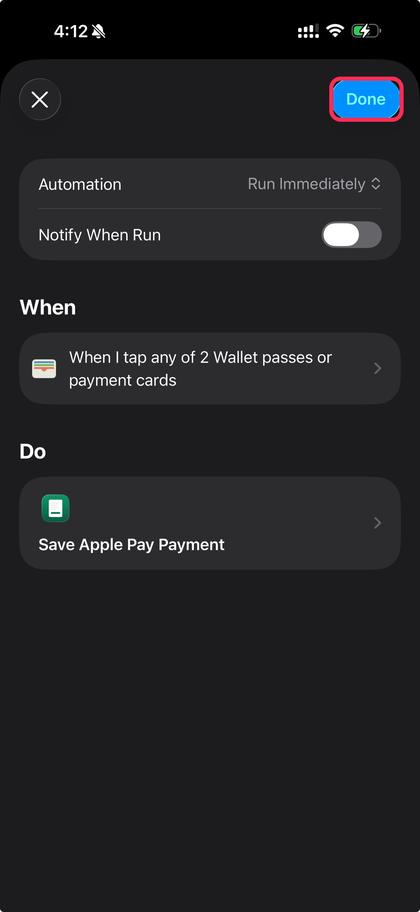 4:12
Done
Automation
Run Immediately
Notify When Run
When
When I tap any of 2 Wallet passes or
payment cards
Do
Save Apple Pay Payment